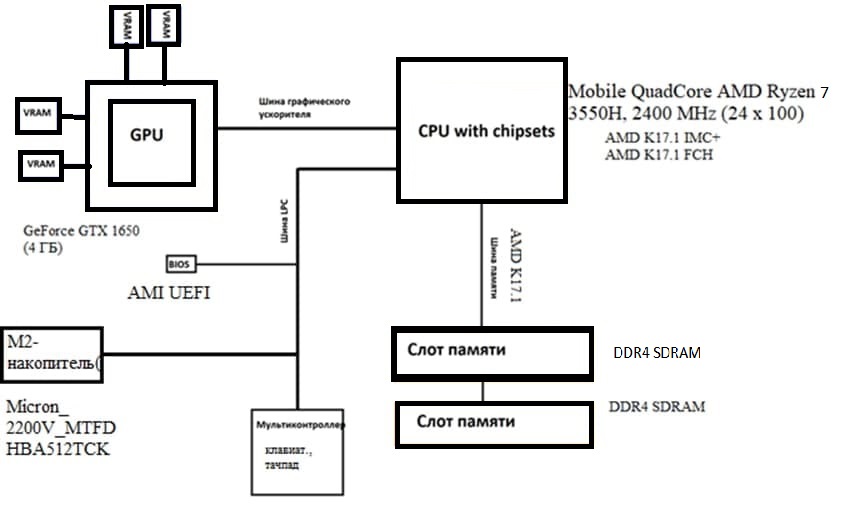 VRAM
VRAM
VRAM
VRAM
GPU
GeForce GTX 1650
(4 ГБ)
Шина графического
ускорителя
CPU with chipsets
Mobile QuadCore AMD Ryzen 7
3550H, 2400 MHz (24 x 100)
AMD K17.1 IMC+
AMD K17.1 FCH
Шина LPC
BIOS
AMI UEFI
AMD K17.1
Шина памяти
M2-
накопитель(
Micron_
2200V_MTFD
HBA512TCK
Слот памяти
DDR4 SDRAM
Слот памяти
DDR4 SDRAM
Мультиконтроллер
клавиат.,
тачпад